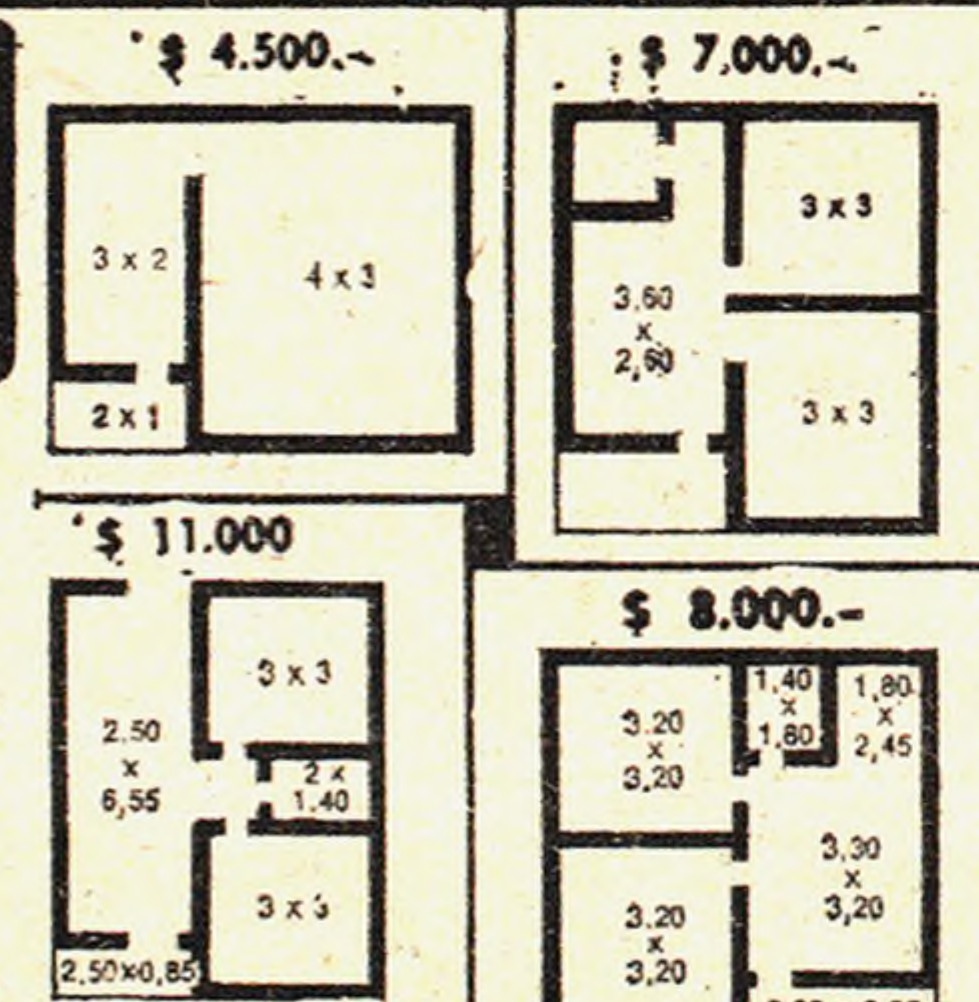 $ 4.500.-
3 x 2
4 x 3
2 x 1
$ 7.000.-
3 x 3
3.60
x
2,60
3 x 3
$ 11.000
3 x 3
2.50
x
6,55
2 x
1.40
3 x 3
2.50x0,85
$ 8.000.-
3.20
x
3,20
1.40
x
1.80
1,80
x
2,45
3,30
x
3,20
3.20
x
3.20